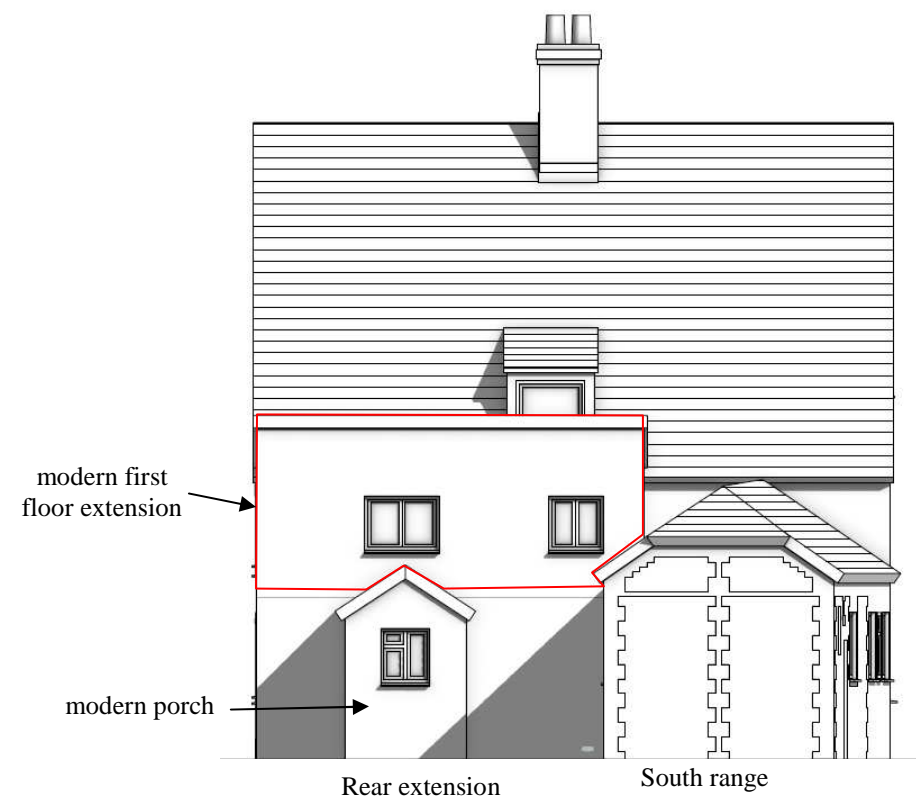 modern first
floor extension
modern porch
Rear extension
South range